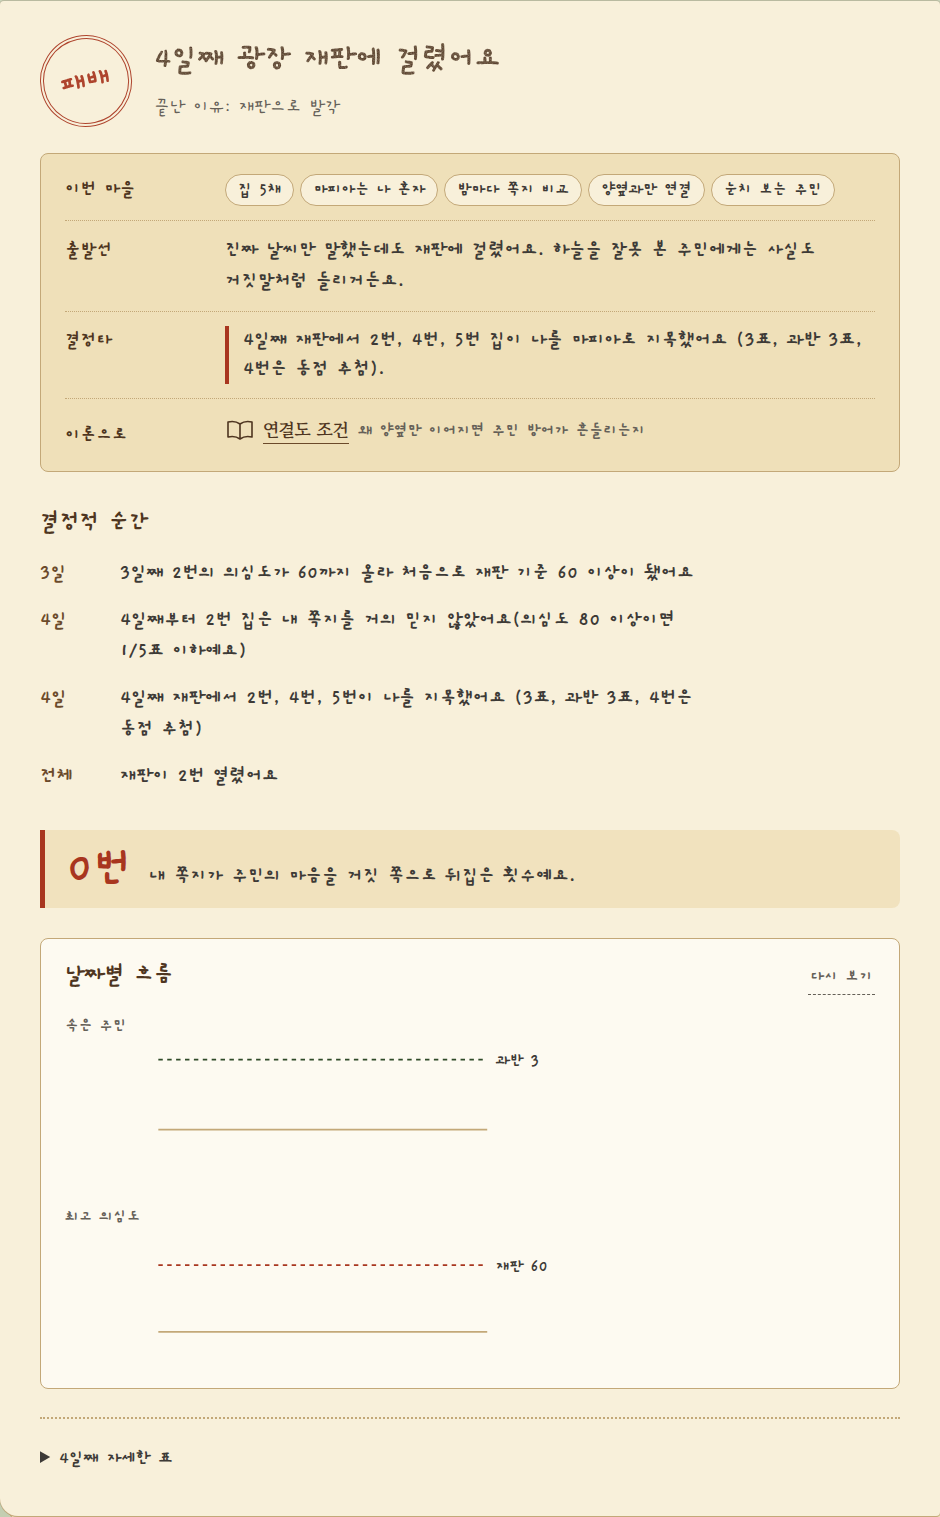 패배
4일째 광장 재판에 걸렸어요
끝난 이유: 재판으로 발각
이번 마을
집 5채
마피아는 나 혼자
밤마다 쪽지 비교
양옆과만 연결
눈치 보는 주민
출발선
진짜 날씨만 말했는데도 재판에 걸렸어요. 하늘을 잘못 본 주민에게는 사실도
거짓말처럼 들리거든요.
결정타
4일째 재판에서 2번, 4번, 5번 집이 나를 마피아로 지목했어요 (3표, 과반 3표,
4번은 동점 추첨).
이론으로
연결도 조건 왜 양옆만 이어지면 주민 방어가 흔들리는지
결정적 순간
3일 3일째 2번의 의심도가 60까지 올라 처음으로 재판 기준 60 이상이 됐어요
4일 4일째부터 2번 집은 내 쪽지를 거의 믿지 않았어요(의심도 80 이상이면
1/5표 이하예요)
4일 4일째 재판에서 2번, 4번, 5번이 나를 지목했어요 (3표, 과반 3표, 4번은
동점 추첨)
전체 재판이 2번 열렸어요
0번 내 쪽지가 주민의 마음을 거짓 쪽으로 뒤집은 횟수예요.
날짜별 흐름
다시 보기
속은 주민
과반 3
최고 의심도
재판 60
▶ 4일째 자세한 표